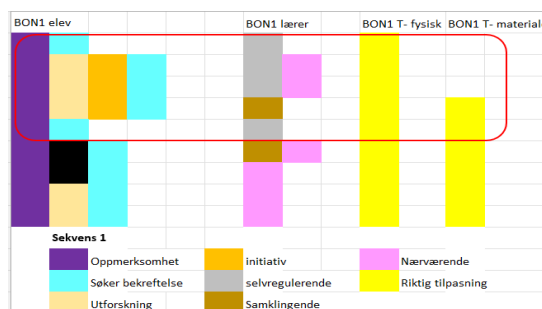 BON1 elev BON1 lærer BON1 T- fysisk BON1 T- material
Sekvens 1
Oppmerksomhet initiativ Nærværende
Søker bekreftelse selvregulerende Riktig tilpasning
Utforskning Samklingende